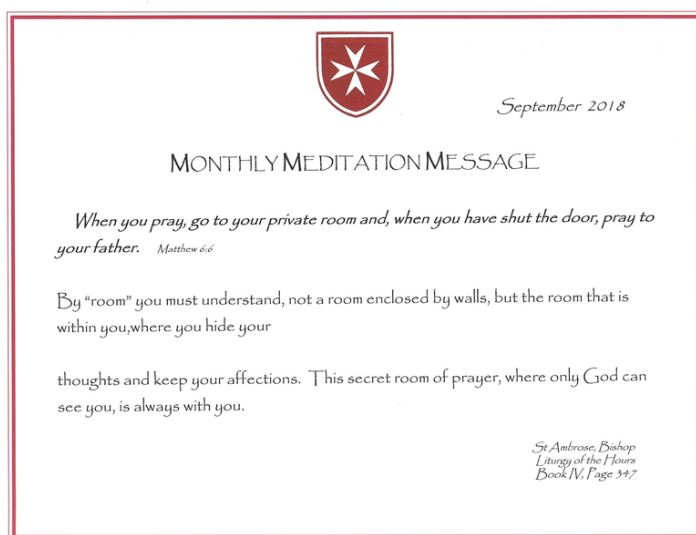 September 2018
MONTHLY MEDITATION MESSAGE
When you pray, go to your private room and, when you have shut the door, pray to
your father. Matthew 6:6
By “room” you must understand, not a room enclosed by walls, but the room that is
within you,where you hide your
thoughts and keep your affections. This secret room of prayer, where only God can
see you, is always with you.
St Ambrose, Bishop
Liturgy of the Hours
Book IV, Page 347